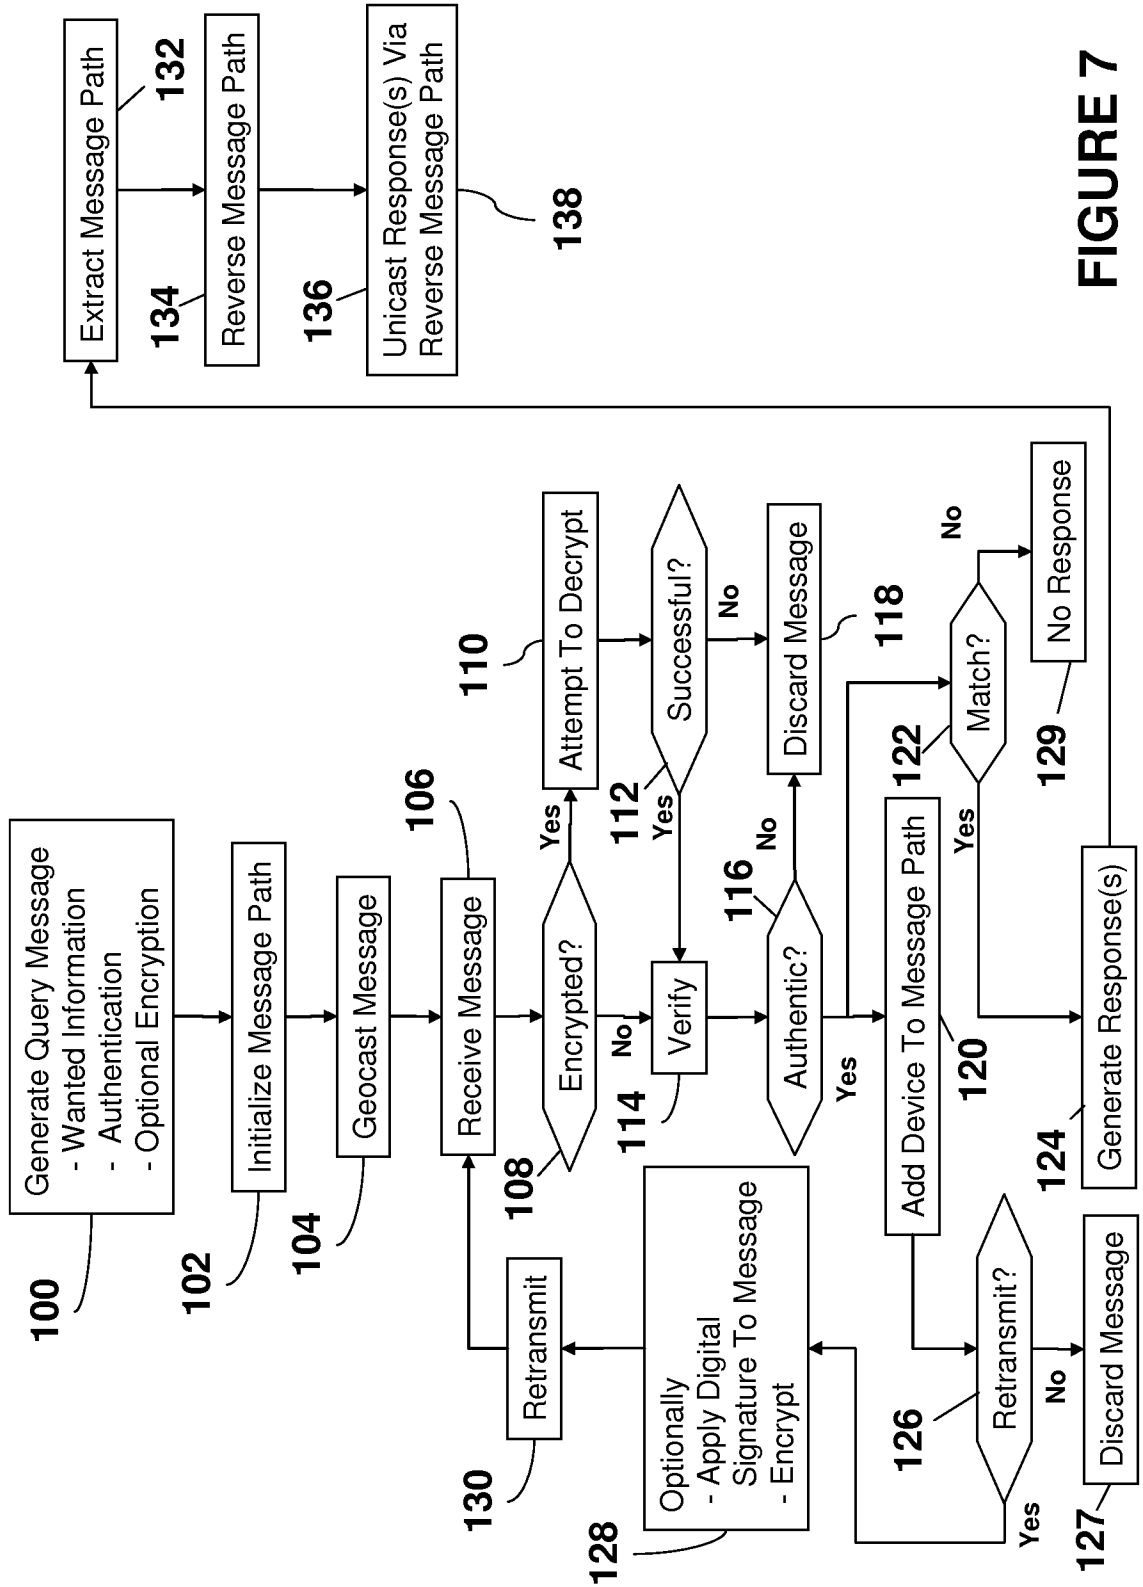 Generate Query Message
- Wanted Information
- Authentication
- Optional Encryption
100
Initialize Message Path
102
Geocast Message
104
Receive Message
106
Encrypted?
108
Yes
No
Attempt To Decrypt
110
Successful?
112
Yes
No
Verify
114
Authentic?
116
No
Yes
Discard Message
118
Add Device To Message Path
120
Match?
122
Yes
No
No Response
129
Generate Response(s)
124
Retransmit?
126
Yes
No
Discard Message
127
Optionally
- Apply Digital
Signature To Message
- Encrypt
128
Retransmit
130
Extract Message Path
132
Reverse Message Path
134
Unicast Response(s) Via
Reverse Message Path
136
138
FIGURE 7